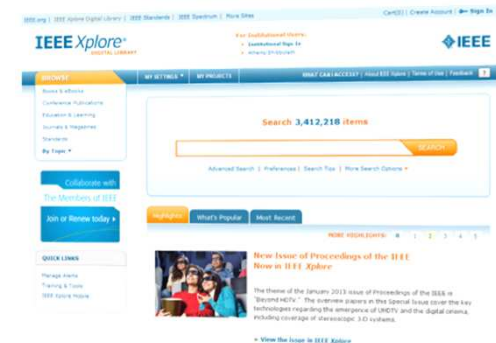 IEEE.org | IEEE Xplore Digital Library | IEEE Standards | IEEE Spectrum | More Sites
Cart(0) | Create Account | Sign In
IEEE Xplore®
DIGITAL LIBRARY
For Institutional Users:
Institutional Sign In
Athens/Shibboleth
IEEE
BROWSE
MY SETTINGS
MY PROJECTS
WHAT CAN I ACCESS? | About IEEE Xplore | Terms of Use | Feedback ?
Books & eBooks
Conference Publications
Education & Learning
Journals & Magazines
Standards
By Topic
Search 3,412,218 items
SEARCH
Advanced Search | Preferences | Search Tips | More Search Options
Collaborate with
The Members of IEEE
Join or Renew today
Highlights
What's Popular
Most Recent
MORE HIGHLIGHTS: 1 2 3 4 5
QUICK LINKS
Manage Alerts
Training & Tools
IEEE Xplore Mobile
New Issue of Proceedings of the IEEE
Now in IEEE Xplore
The theme of the January 2013 issue of Proceedings of the IEEE is
"Beyond HDTV." The overview papers in this Special Issue cover the key
technologies regarding the emergence of UHDTV and the digital cinema,
including coverage of stereoscopic 3-D systems.
View the issue in IEEE Xplore